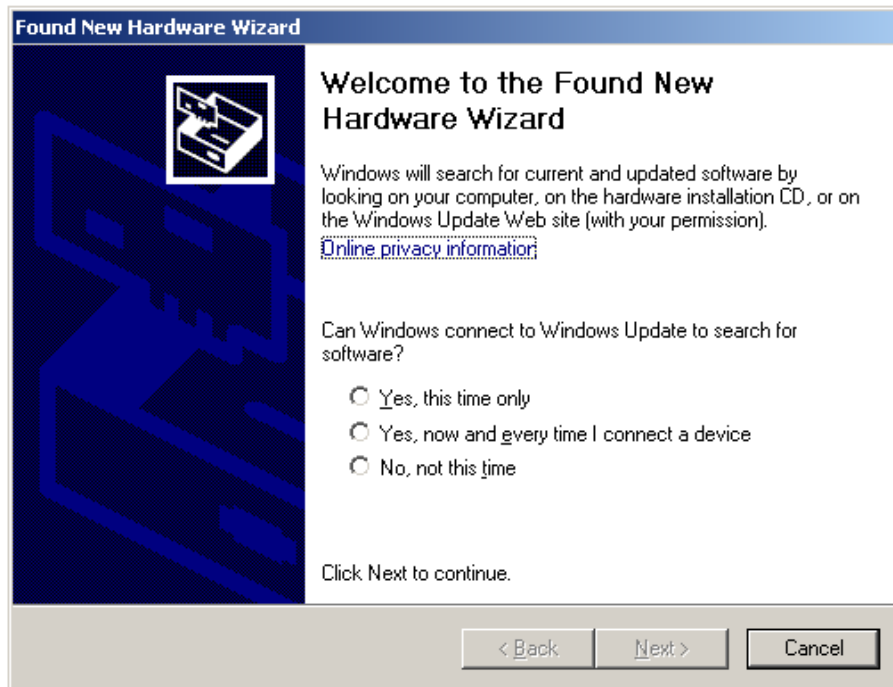 Found New Hardware Wizard
Welcome to the Found New
Hardware Wizard
Windows will search for current and updated software by
looking on your computer, on the hardware installation CD, or on
the Windows Update Web site (with your permission).
Online privacy information
Can Windows connect to Windows Update to search for
software?
Yes, this time only
Yes, now and every time I connect a device
No, not this time
Click Next to continue.
< Back Next > Cancel